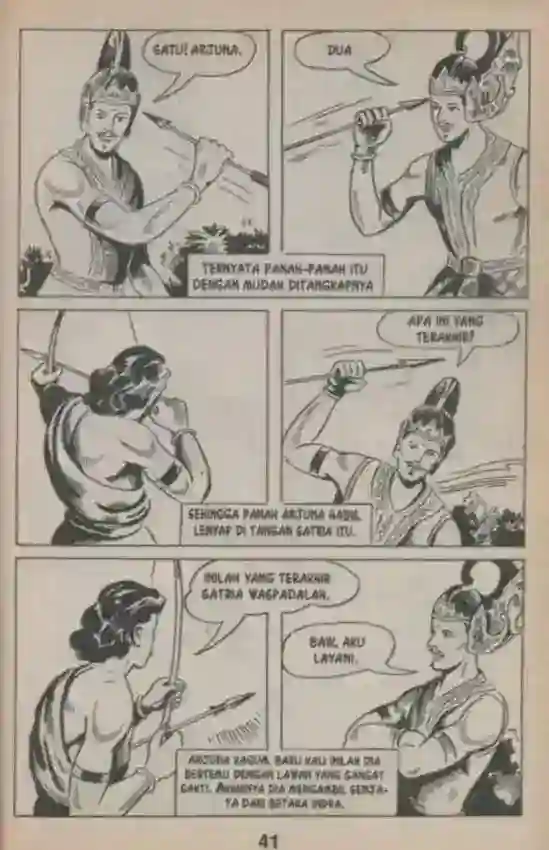 SATU! ARJUNA.
DUA
TERNYATA PANAH-PANAH ITU
DENGAN MUDAH DITANGKAPNYA
APA INI YANG
TERAKHIR?
SEHINGGA PANAH ARJUNA HABIS,
LENYAP DI TANGAN SATRIA ITU.
INILAH YANG TERAKHIR
SATRIA WASPADALAH.
BAIK, AKU
LAYANI.
ARJUNA KAGUM. BARU KALI INILAH DIA
BERTEMU DENGAN LAWAN YANG SANGAT
SAKTI. AKHIRNYA DIA MENGAMBIL SENJA-
TA DARI BETARA INDRA.
41